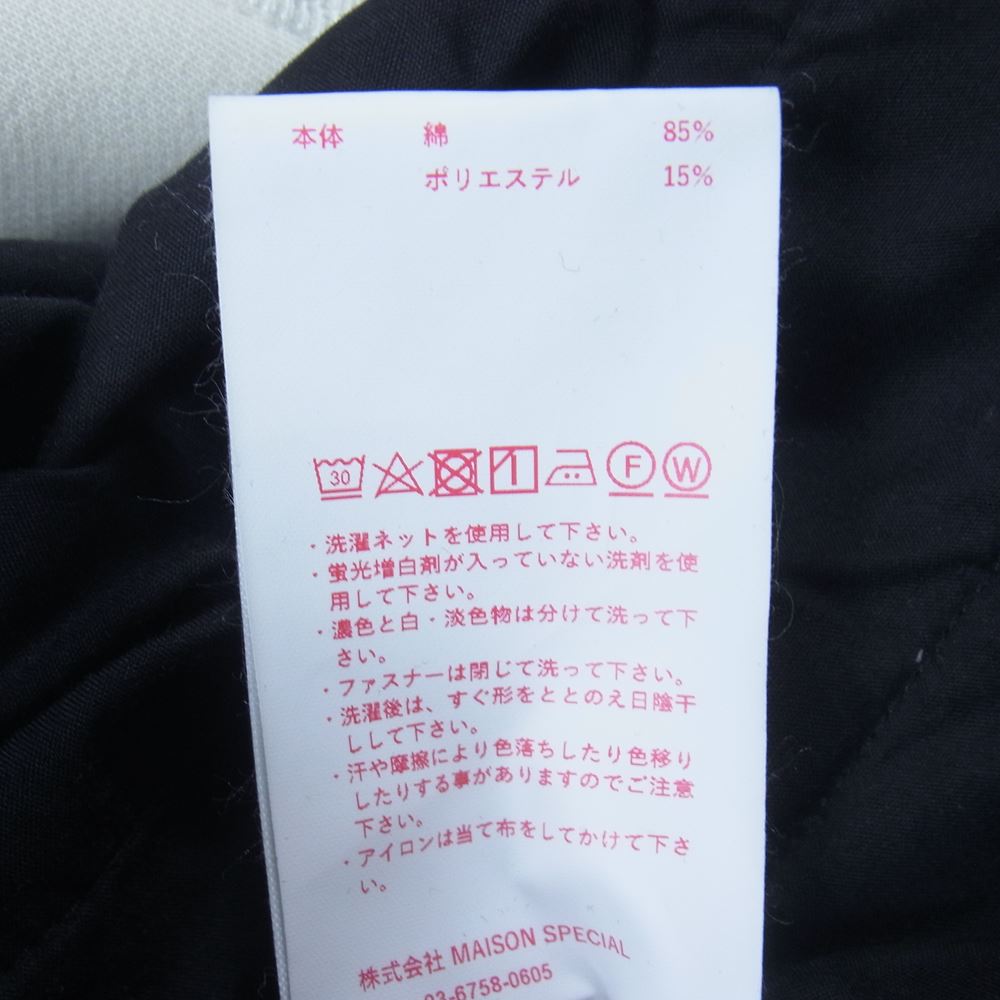 本体 綿 85%
ポリエステル 15%
30 F W
・洗濯ネットを使用して下さい。
・蛍光増白剤が入っていない洗剤を使
用して下さい。
・濃色と白・淡色物は分けて洗って下
さい。
・ファスナーは閉じて洗って下さい。
・洗濯後は、すぐ形をととのえ日陰干
しして下さい。
・汗や摩擦により色落ちしたり色移り
したりする事がありますのでご注意
下さい。
・アイロンは当て布をしてかけて下さ
い。
株式会社 MAISON SPECIAL
03-6758-0605